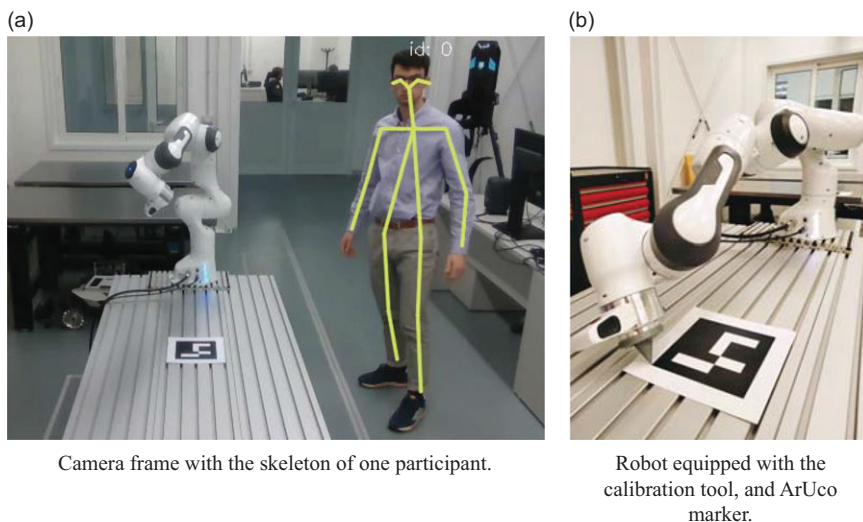 (a)
(b)
id: 0
Camera frame with the skeleton of one participant.
Robot equipped with the
calibration tool, and ArUco
marker.